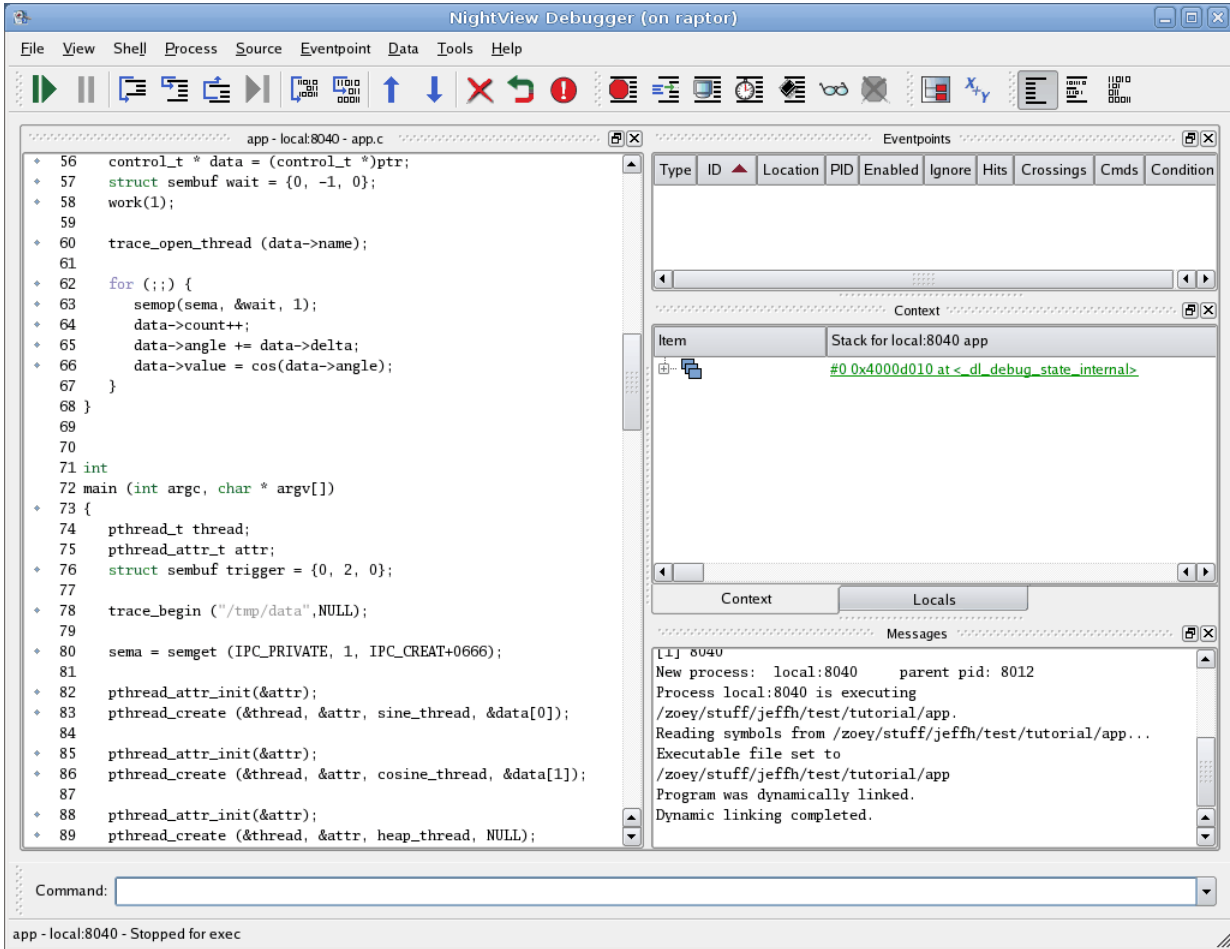 NightView Debugger (on raptor)
File View Shell Process Source Eventpoint Data Tools Help
app - local:8040 - app.c
56 control_t * data = (control_t *)ptr;
57 struct sembuf wait = {0, -1, 0};
58 work(1);
59
60 trace_open_thread (data->name);
61
62 for (;;) {
63 semop(sema, &wait, 1);
64 data->count++;
65 data->angle += data->delta;
66 data->value = cos(data->angle);
67 }
68 }
69
70
71 int
72 main (int argc, char * argv[])
73 {
74 pthread_t thread;
75 pthread_attr_t attr;
76 struct sembuf trigger = {0, 2, 0};
77
78 trace_begin ("/tmp/data",NULL);
79
80 sema = semget (IPC_PRIVATE, 1, IPC_CREAT+0666);
81
82 pthread_attr_init(&attr);
83 pthread_create (&thread, &attr, sine_thread, &data[0]);
84
85 pthread_attr_init(&attr);
86 pthread_create (&thread, &attr, cosine_thread, &data[1]);
87
88 pthread_attr_init(&attr);
89 pthread_create (&thread, &attr, heap_thread, NULL);
Eventpoints
Type ID Location PID Enabled Ignore Hits Crossings Cmds Condition
Context
Item Stack for local:8040 app
#0 0x4000d010 at <_dl_debug_state_internal>
Context Locals
Messages
[1] 8040
New process: local:8040 parent pid: 8012
Process local:8040 is executing
/zoey/stuff/jeffh/test/tutorial/app.
Reading symbols from /zoey/stuff/jeffh/test/tutorial/app...
Executable file set to
/zoey/stuff/jeffh/test/tutorial/app
Program was dynamically linked.
Dynamic linking completed.
Command:
app - local:8040 - Stopped for exec